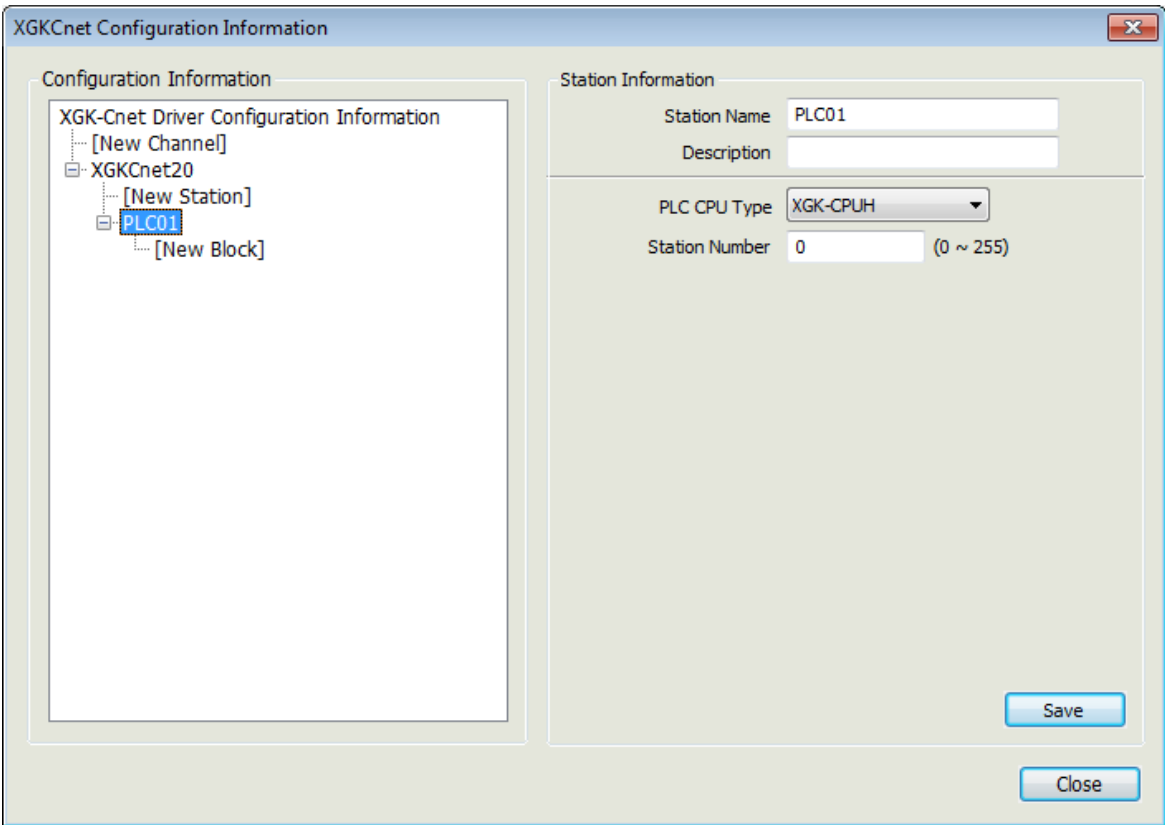 XGKCnet Configuration Information
Configuration Information
XGK-Cnet Driver Configuration Information
[New Channel]
XGKCnet20
[New Station]
PLC01
[New Block]
Station Information
Station Name PLC01
Description
PLC CPU Type XGK-CPUH
Station Number 0 (0 ~ 255)
Save
Close